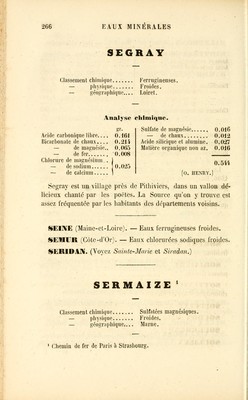 266 EAUX MINÉRALES
SEGRAY
Classement chimique....... Ferrugineuses.
— physique....... Froides.
— géographique.... Loiret.
Analyse chimique.
gr.
Acide carbonique libre.... 0.161
Bicarbonate de chaux.... 0.214
— de magnésie.. 0.065
— de fer....... 0.008
Chlorure de magnésium.
— de sodium.... 0.025
— de calcium....
Sulfate de magnésie..... 0.016
— de chaux........ 0.012
Acide silicique et alumine. 0.027
Matière organique non az. 0.016
0.544
(O. HENRY.)
Segray est un village près de Pithiviers, dans un vallon dé-
licieux chanté par les poëtes. La Source qu'on y trouve est
assez fréquentée par les habitants des départements voisins.
SEINE (Maine-et-Loire). — Eaux ferrugineuses froides.
SEMUR (Côte-d'Or). — Eaux chlorurées sodiques froides.
SERIDAN. (Voyez Sainte-Marie et Siradan.)
SERMAIZE ¹
Classement chimique....... Sulfatées magnésiques.
— physique....... Froides.
— géographique.... Marne.
¹ Chemin de fer de Paris à Strasbourg.